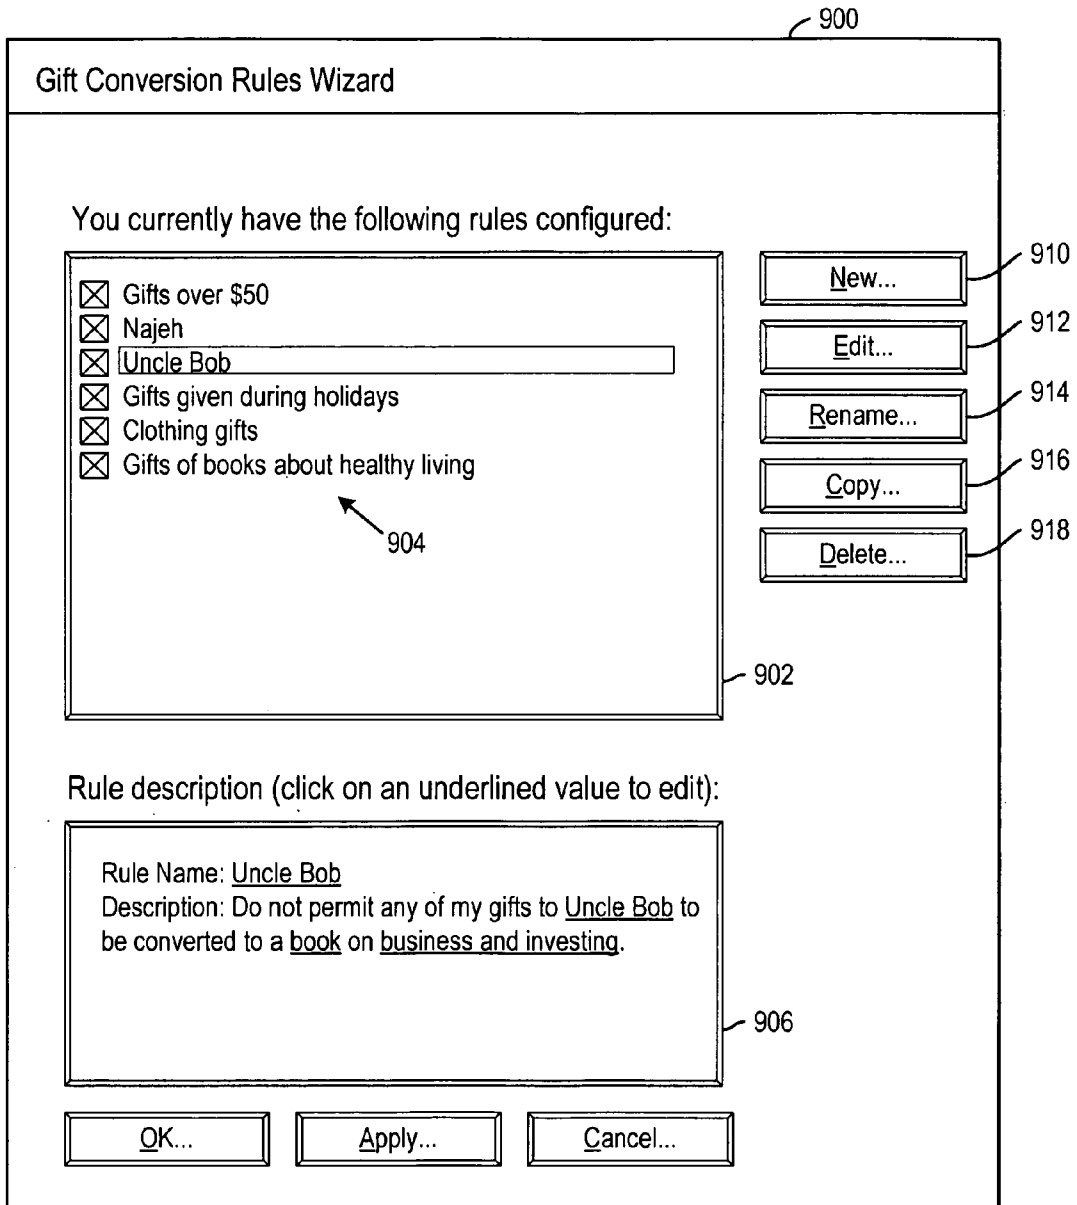 900
Gift Conversion Rules Wizard
You currently have the following rules configured:
Gifts over $50
Najeh
Uncle Bob
Gifts given during holidays
Clothing gifts
Gifts of books about healthy living
904
902
New...
910
Edit...
912
Rename...
914
Copy...
916
Delete...
918
Rule description (click on an underlined value to edit):
Rule Name: Uncle Bob
Description: Do not permit any of my gifts to Uncle Bob to
be converted to a book on business and investing.
906
OK...
Apply...
Cancel...